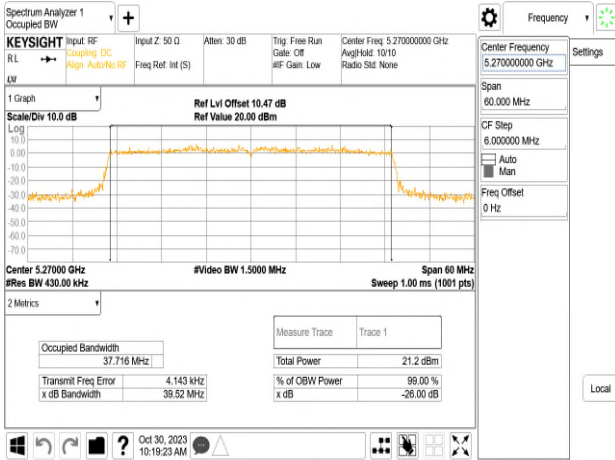 Spectrum Analyzer 1
Occupied BW
Frequency
KEYSIGHT
RL
Input: RF
Coupling: DC
Align: Auto/No RF
Input Z: 50 Ω
Freq Ref: Int (S)
Atten: 30 dB
Trig: Free Run
Gate: Off
#IF Gain: Low
Center Freq: 5.270000000 GHz
Avg|Hold: 10/10
Radio Std: None
Center Frequency
5.270000000 GHz
Settings
Span
60.000 MHz
CF Step
6.000000 MHz
Auto
Man
Freq Offset
0 Hz
Local
1 Graph
Scale/Div 10.0 dB
Ref Lvl Offset 10.47 dB
Ref Value 20.00 dBm
Log
10.0
0.00
-10.0
-20.0
-30.0
-40.0
-50.0
-60.0
-70.0
Center 5.27000 GHz
#Video BW 1.5000 MHz
Span 60 MHz
#Res BW 430.00 kHz
Sweep 1.00 ms (1001 pts)
2 Metrics
Measure Trace
Trace 1
Occupied Bandwidth
37.716 MHz
Total Power
21.2 dBm
Transmit Freq Error
4.143 kHz
% of OBW Power
99.00 %
x dB Bandwidth
39.52 MHz
x dB
-26.00 dB
?
Oct 30, 2023
10:19:23 AM